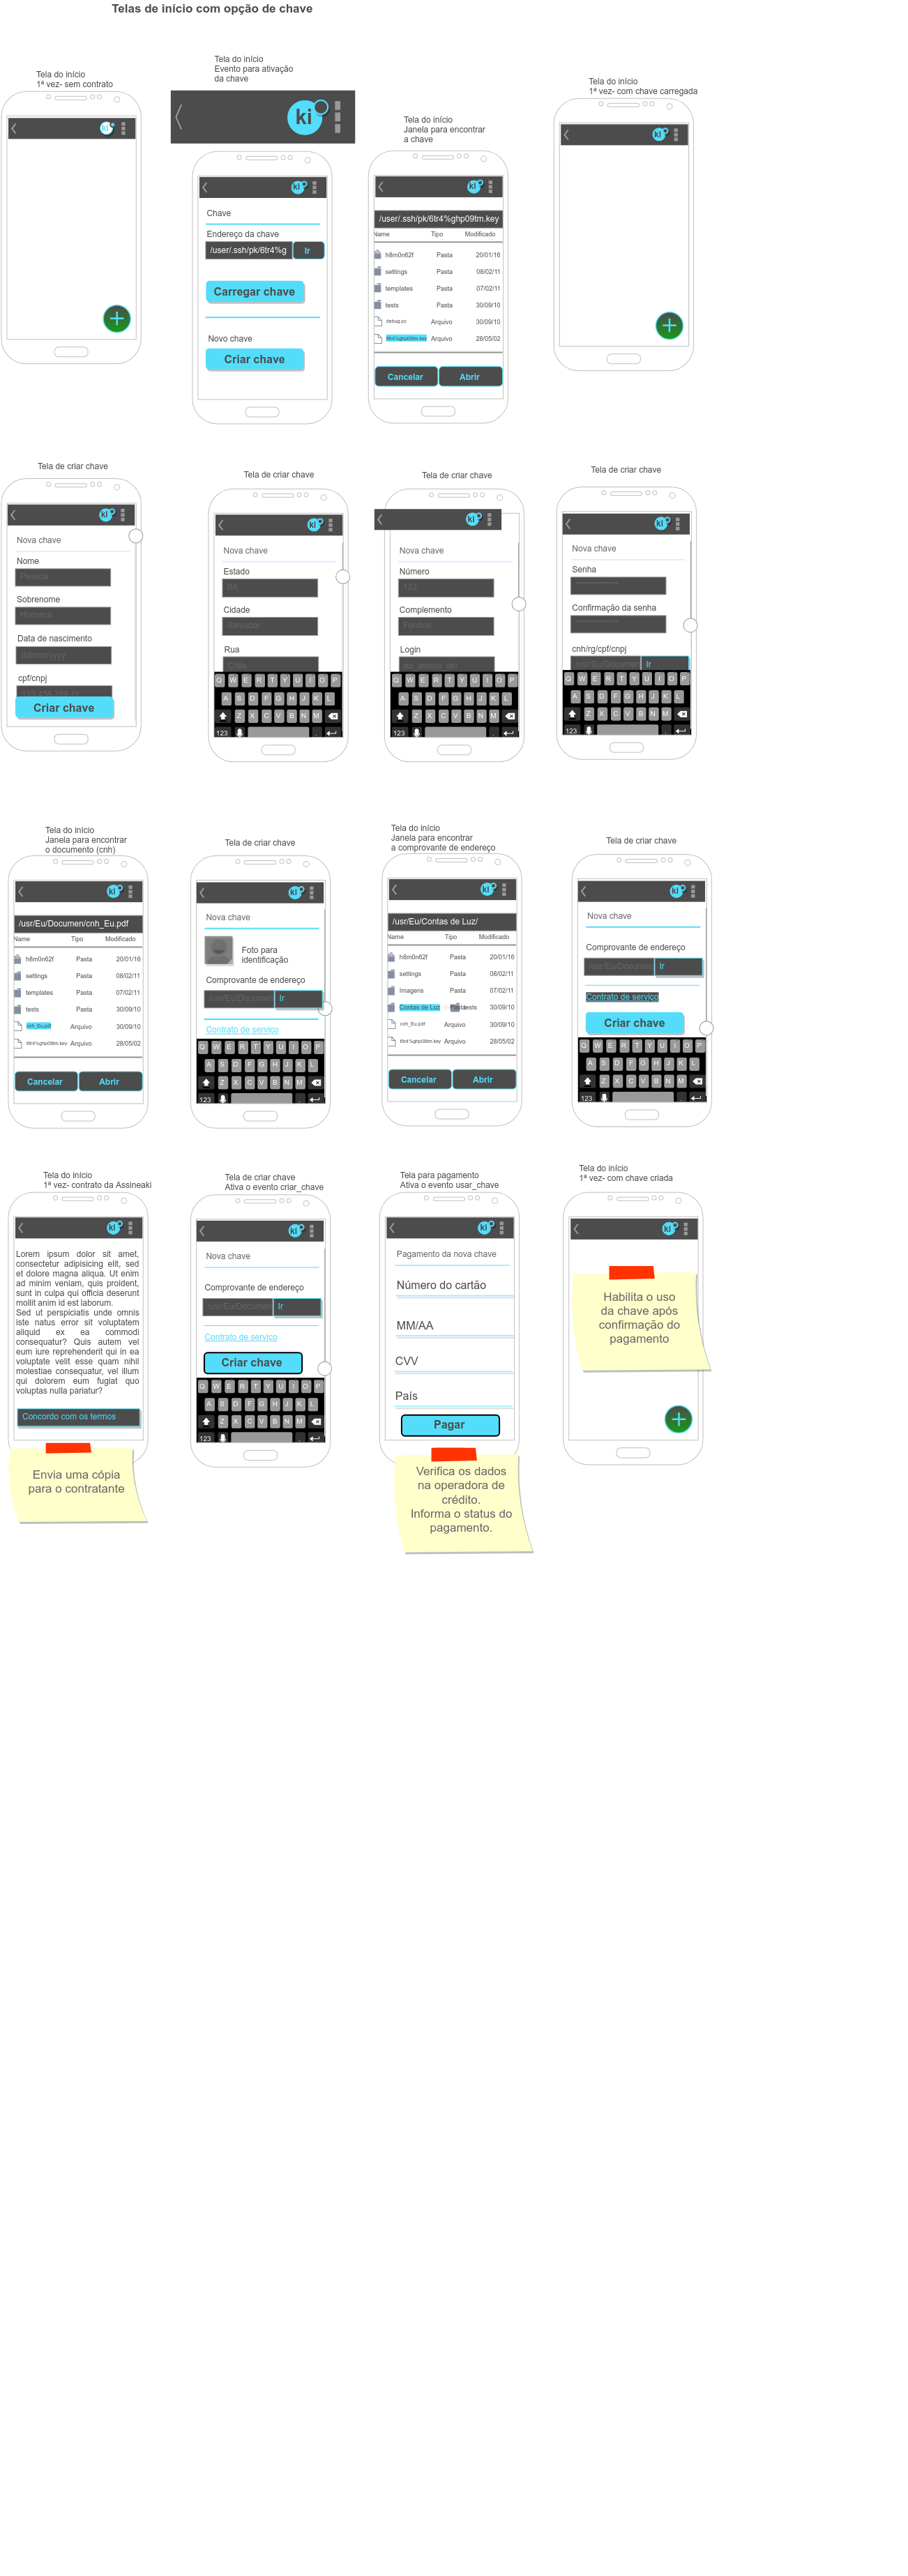 Telas de início com opção de chave
Tela do início
1ª vez- sem contrato
ki
Tela do início
Evento para ativação
da chave
ki
ki
Chave
Endereço da chave
/user/.ssh/pk/6tr4%g
Ir
Carregar chave
Novo chave
Criar chave
Tela do início
Janela para encontrar
a chave
ki
/user/.ssh/pk/6tr4%ghp09tm.key
Name Tipo Modificado
h8m0n62f Pasta 20/01/16
settings Pasta 08/02/11
templates Pasta 07/02/11
tests Pasta 30/09/10
debug.py Arquivo 30/09/10
6tr4%ghp09tm.key Arquivo 28/05/02
Cancelar Abrir
Tela do início
1ª vez- com chave carregada
ki
Tela de criar chave
ki
Nova chave
Nome
Pessoa
Sobrenome
Humana
Data de nascimento
dd/mm/yyyy
cpf/cnpj
Criar chave
Tela de criar chave
ki
Nova chave
Estado
BA
Cidade
Salvador
Rua
Chile
Q W E R T Y U I O P
A S D F G H J K L
Z X C V B N M
123 .
Tela de criar chave
ki
Nova chave
Número
123
Complemento
Fundos
Login
eu_assino_aki
Q W E R T Y U I O P
A S D F G H J K L
Z X C V B N M
123 .
Tela de criar chave
ki
Nova chave
Senha
*************
Confirmação da senha
*************
cnh/rg/cpf/cnpj
/usr/Eu/Documen
Ir
Q W E R T Y U I O P
A S D F G H J K L
Z X C V B N M
123 .
Tela do início
Janela para encontrar
o documento (cnh)
ki
/usr/Eu/Documen/cnh_Eu.pdf
Name Tipo Modificado
h8m0n62f Pasta 20/01/16
settings Pasta 08/02/11
templates Pasta 07/02/11
tests Pasta 30/09/10
cnh_Eu.pdf Arquivo 30/09/10
6tr4%ghp09tm.key Arquivo 28/05/02
Cancelar Abrir
Tela de criar chave
ki
Nova chave
Foto para
identificação
Comprovante de endereço
/usr/Eu/Documen
Ir
Contrato de serviço
Q W E R T Y U I O P
A S D F G H J K L
Z X C V B N M
123 .
Tela do início
Janela para encontrar
a comprovante de endereço
ki
/usr/Eu/Contas de Luz/
Name Tipo Modificado
h8m0n62f Pasta 20/01/16
settings Pasta 08/02/11
Imagens Pasta 07/02/11
Contas de Luz Pasta tests 30/09/10
cnh_Eu.pdf Arquivo 30/09/10
6tr4%ghp09tm.key Arquivo 28/05/02
Cancelar Abrir
Tela de criar chave
ki
Nova chave
Comprovante de endereço
/usr/Eu/Documen
Ir
Contrato de serviço
Criar chave
Q W E R T Y U I O P
A S D F G H J K L
Z X C V B N M
123 .
Tela do início
1ª vez- contrato da Assineaki
ki
Lorem ipsum dolor sit amet,
consectetur adipisicing elit, sed
et dolore magna aliqua. Ut enim
ad minim veniam, quis proident,
sunt in culpa qui officia deserunt
mollit anim id est laborum.
Sed ut perspiciatis unde omnis
iste natus error sit voluptatem
aliquid ex ea commodi
consequatur? Quis autem vel
eum iure reprehenderit qui in ea
voluptate velit esse quam nihil
molestiae consequatur, vel illum
qui dolorem eum fugiat quo
voluptas nulla pariatur?
Concordo com os termos
Envia uma cópia
para o contratante
Tela de criar chave
Ativa o evento criar_chave
ki
Nova chave
Comprovante de endereço
/usr/Eu/Documen
Ir
Contrato de serviço
Criar chave
Q W E R T Y U I O P
A S D F G H J K L
Z X C V B N M
123 .
Tela para pagamento
Ativa o evento usar_chave
ki
Pagamento da nova chave
Número do cartão
MM/AA
CVV
País
Pagar
Verifica os dados
na operadora de
crédito.
Informa o status do
pagamento.
Tela do início
1ª vez- com chave criada
ki
Habilita o uso
da chave após
confirmação do
pagamento